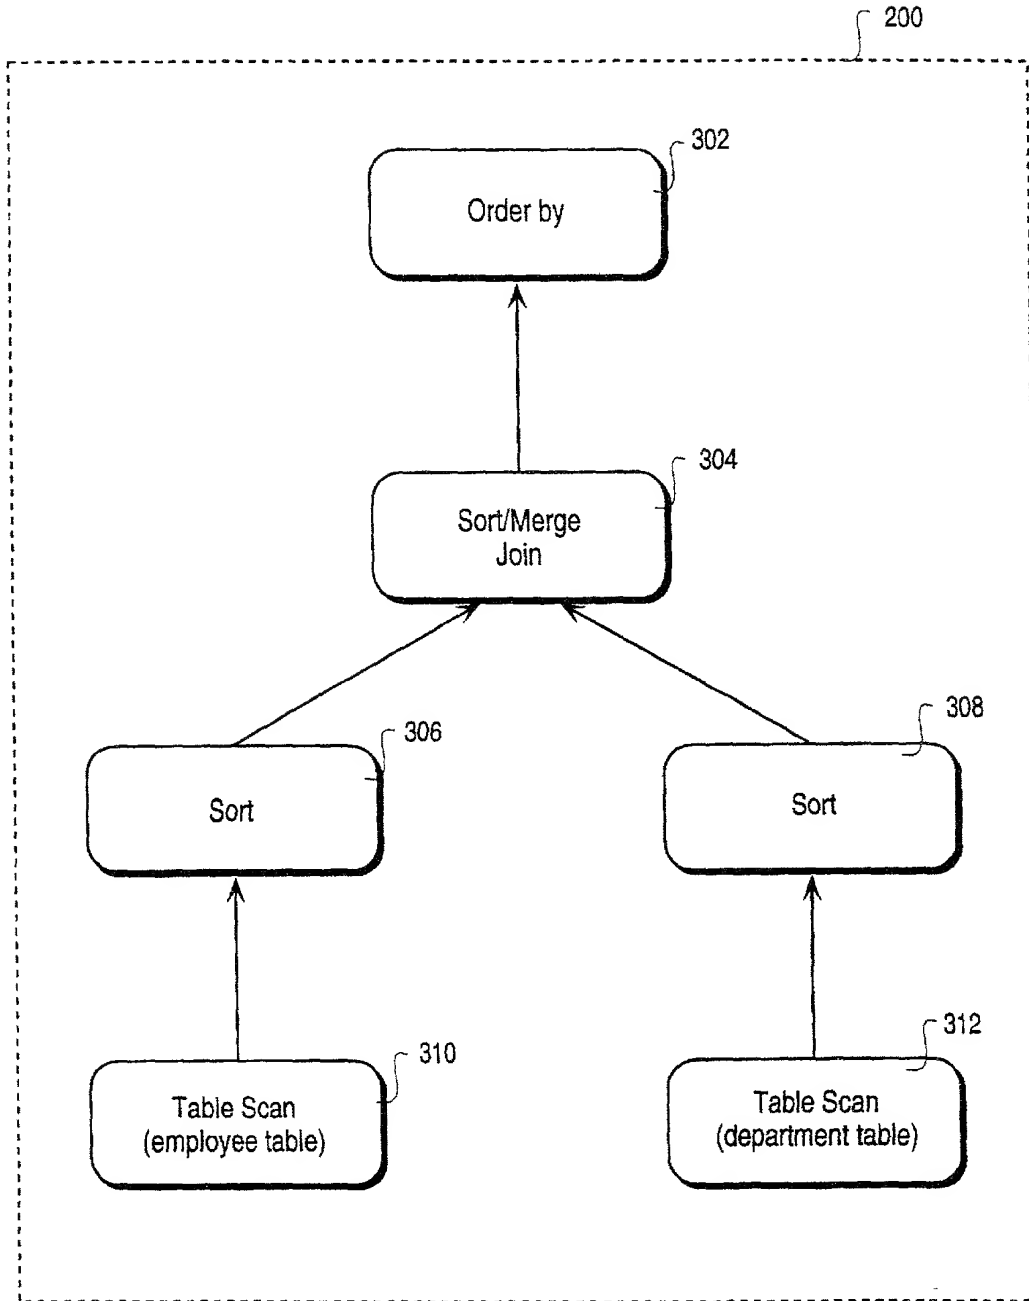 200
302
Order by
304
Sort/Merge
Join
306
Sort
308
Sort
310
Table Scan
(employee table)
312
Table Scan
(department table)